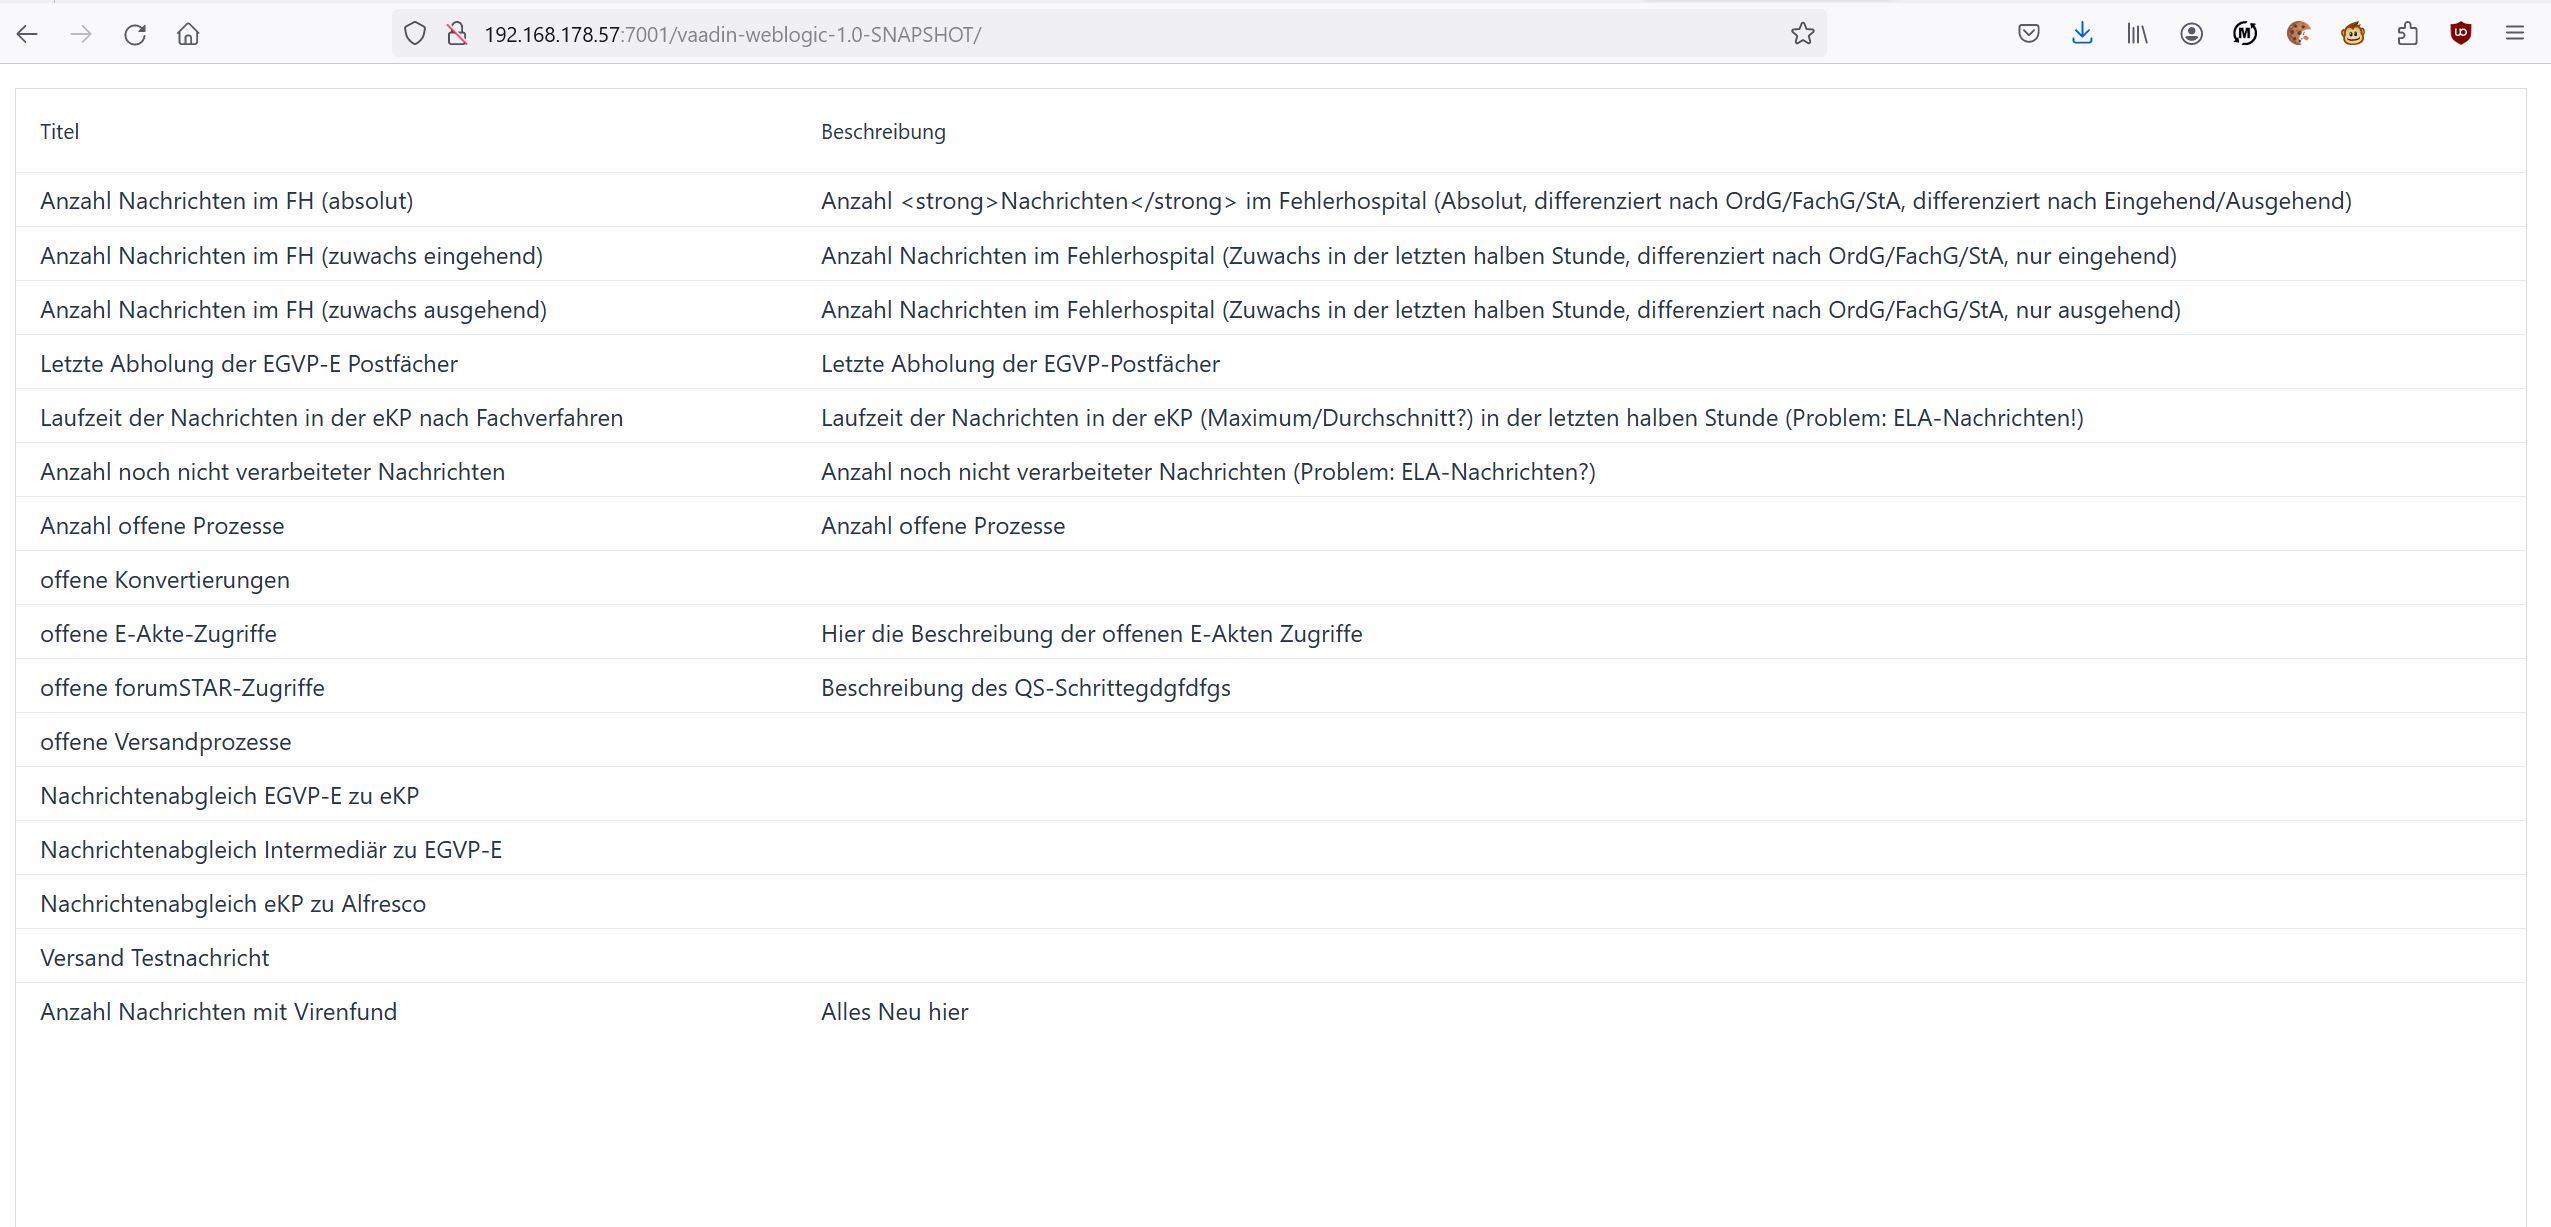 192.168.178.57:7001/vaadin-weblogic-1.0-SNAPSHOT/
Titel Beschreibung
Anzahl Nachrichten im FH (absolut) Anzahl <strong>Nachrichten</strong> im Fehlerhospital (Absolut, differenziert nach OrdG/FachG/StA, differenziert nach Eingehend/Ausgehend)
Anzahl Nachrichten im FH (zuwachs eingehend) Anzahl Nachrichten im Fehlerhospital (Zuwachs in der letzten halben Stunde, differenziert nach OrdG/FachG/StA, nur eingehend)
Anzahl Nachrichten im FH (zuwachs ausgehend) Anzahl Nachrichten im Fehlerhospital (Zuwachs in der letzten halben Stunde, differenziert nach OrdG/FachG/StA, nur ausgehend)
Letzte Abholung der EGVP-E Postfächer Letzte Abholung der EGVP-Postfächer
Laufzeit der Nachrichten in der eKP nach Fachverfahren Laufzeit der Nachrichten in der eKP (Maximum/Durchschnitt?) in der letzten halben Stunde (Problem: ELA-Nachrichten!)
Anzahl noch nicht verarbeiteter Nachrichten Anzahl noch nicht verarbeiteter Nachrichten (Problem: ELA-Nachrichten?)
Anzahl offene Prozesse Anzahl offene Prozesse
offene Konvertierungen
offene E-Akte-Zugriffe Hier die Beschreibung der offenen E-Akten Zugriffe
offene forumSTAR-Zugriffe Beschreibung des QS-Schrittegdgfdfgs
offene Versandprozesse
Nachrichtenabgleich EGVP-E zu eKP
Nachrichtenabgleich Intermediär zu EGVP-E
Nachrichtenabgleich eKP zu Alfresco
Versand Testnachricht
Anzahl Nachrichten mit Virenfund Alles Neu hier